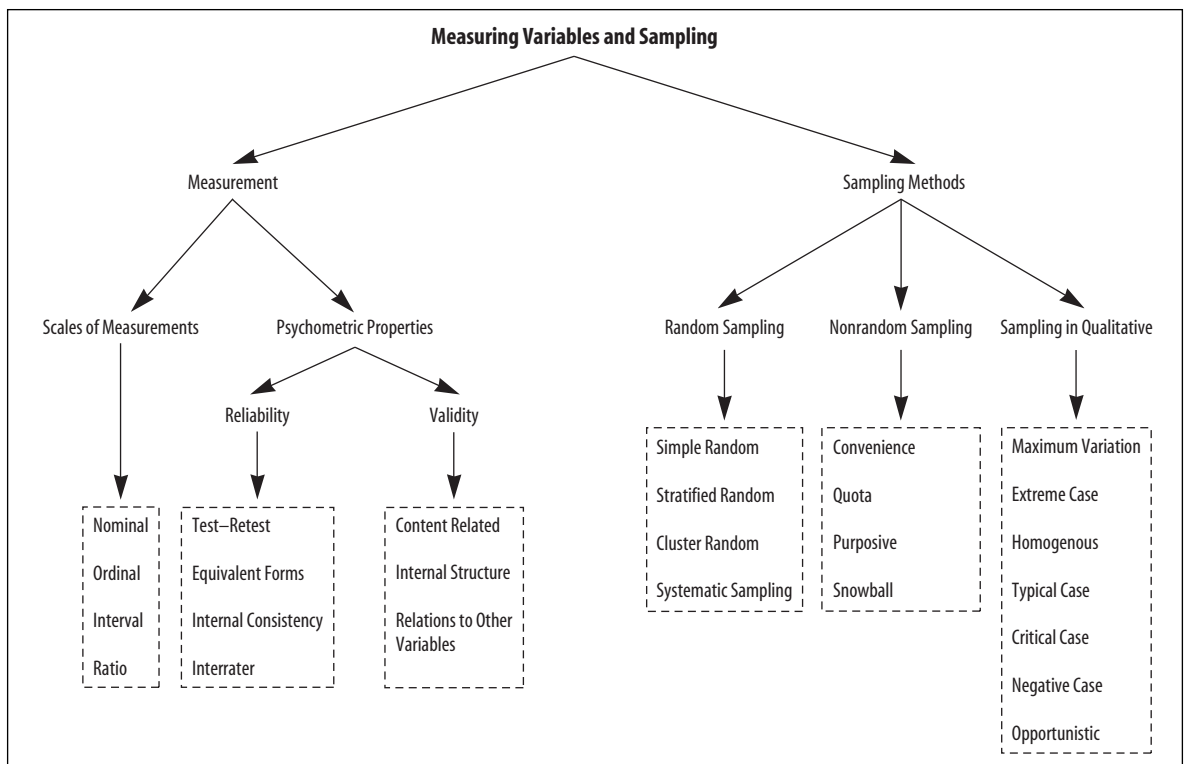 Measuring Variables and Sampling
Measurement
Sampling Methods
Scales of Measurements
Psychometric Properties
Random Sampling
Nonrandom Sampling
Sampling in Qualitative
Reliability
Validity
Nominal
Ordinal
Interval
Ratio
Test–Retest
Equivalent Forms
Internal Consistency
Interrater
Content Related
Internal Structure
Relations to Other
Variables
Simple Random
Stratified Random
Cluster Random
Systematic Sampling
Convenience
Quota
Purposive
Snowball
Maximum Variation
Extreme Case
Homogenous
Typical Case
Critical Case
Negative Case
Opportunistic